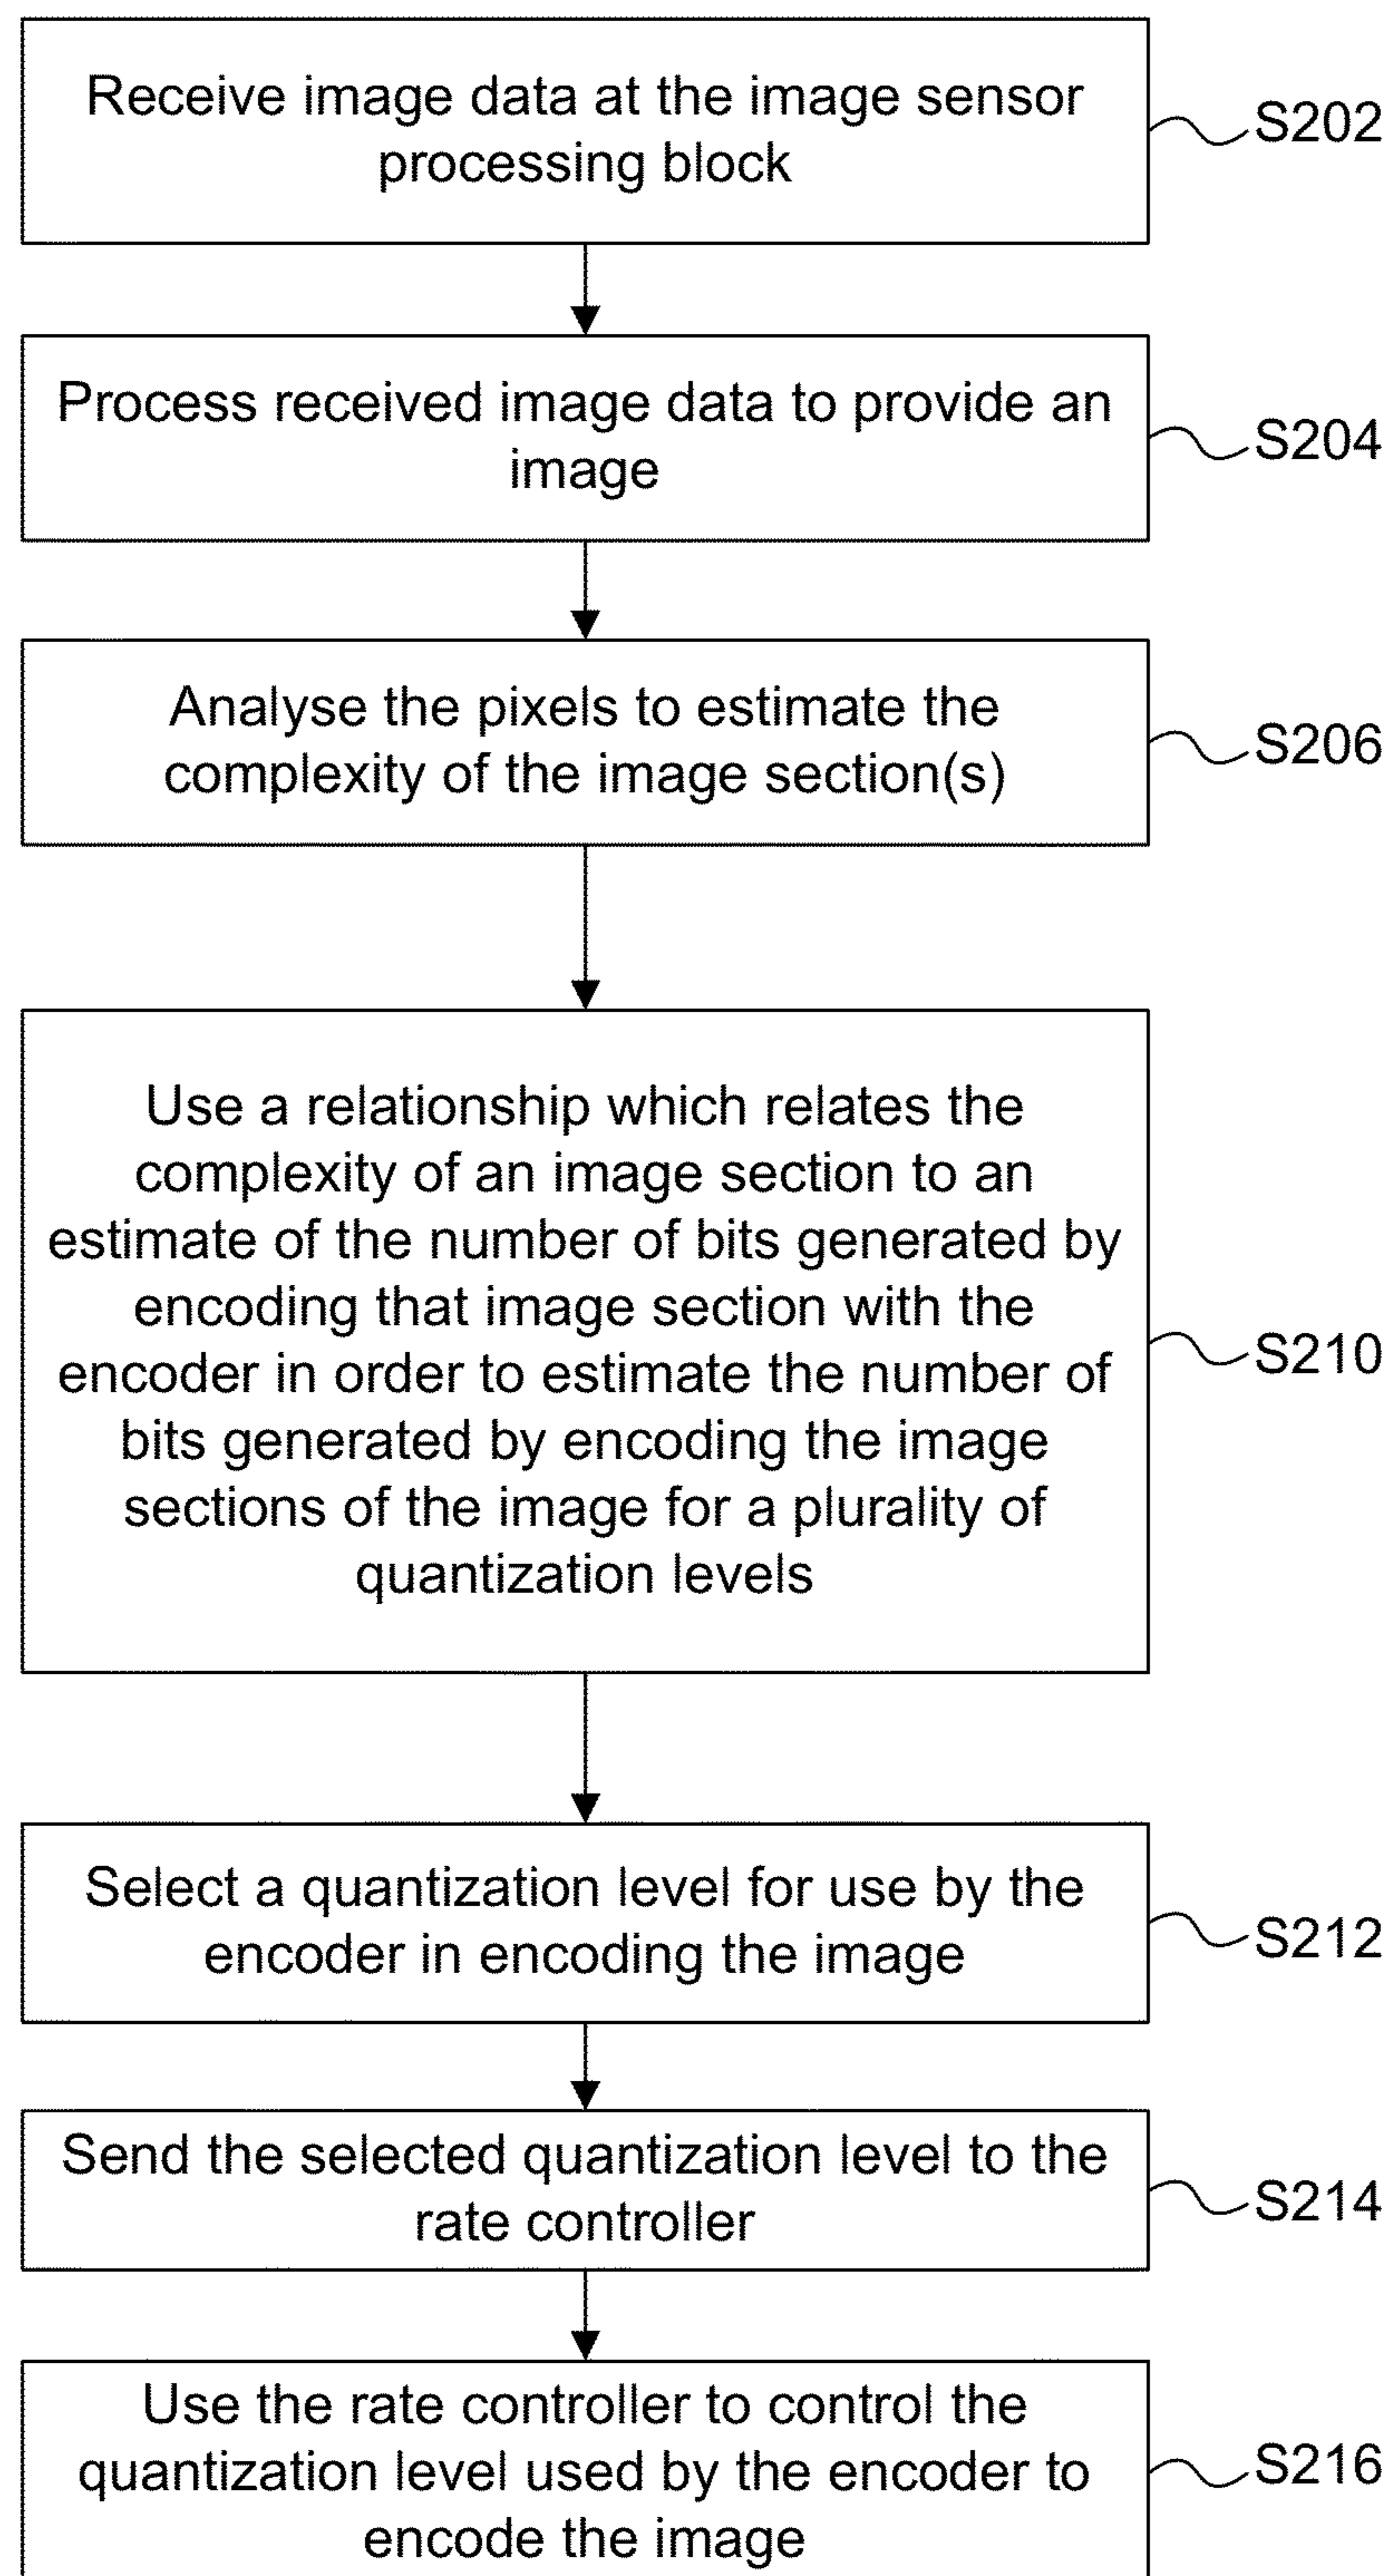 Receive image data at the image sensor
processing block
S202
Process received image data to provide an
image
S204
Analyse the pixels to estimate the
complexity of the image section(s)
S206
Use a relationship which relates the
complexity of an image section to an
estimate of the number of bits generated by
encoding that image section with the
encoder in order to estimate the number of
bits generated by encoding the image
sections of the image for a plurality of
quantization levels
S210
Select a quantization level for use by the
encoder in encoding the image
S212
Send the selected quantization level to the
rate controller
S214
Use the rate controller to control the
quantization level used by the encoder to
encode the image
S216